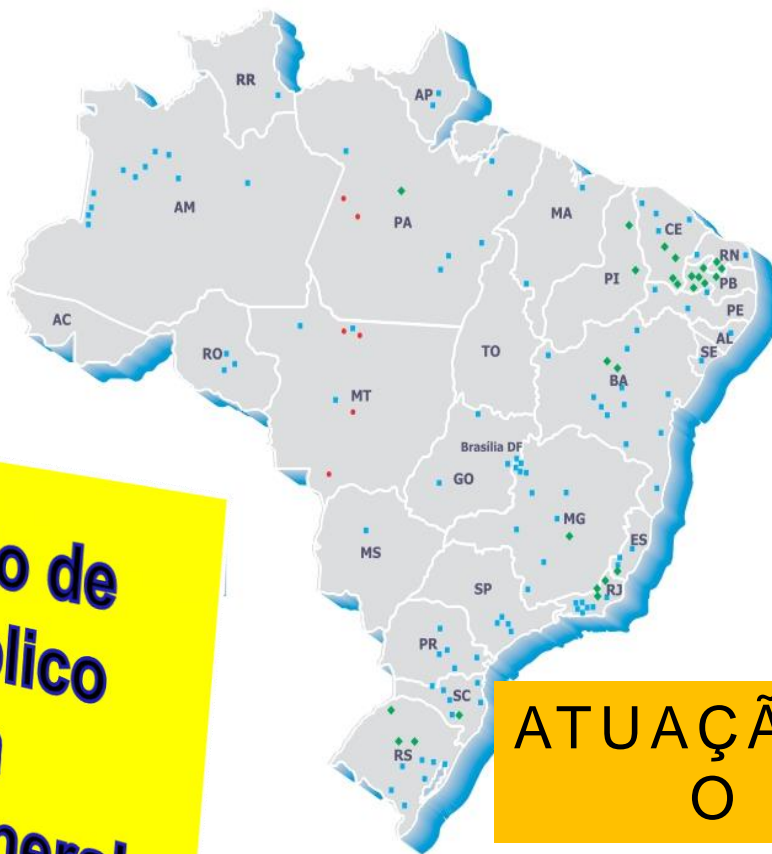 RR
AP
AM
PA
MA
CE
RN
PB
PI
PE
AL
SE
AC
RO
TO
BA
MT
Brasília DF
GO
MG
ES
MS
SP
RJ
PR
SC
RS
o de
lico
neral
ATUAÇÃ
O